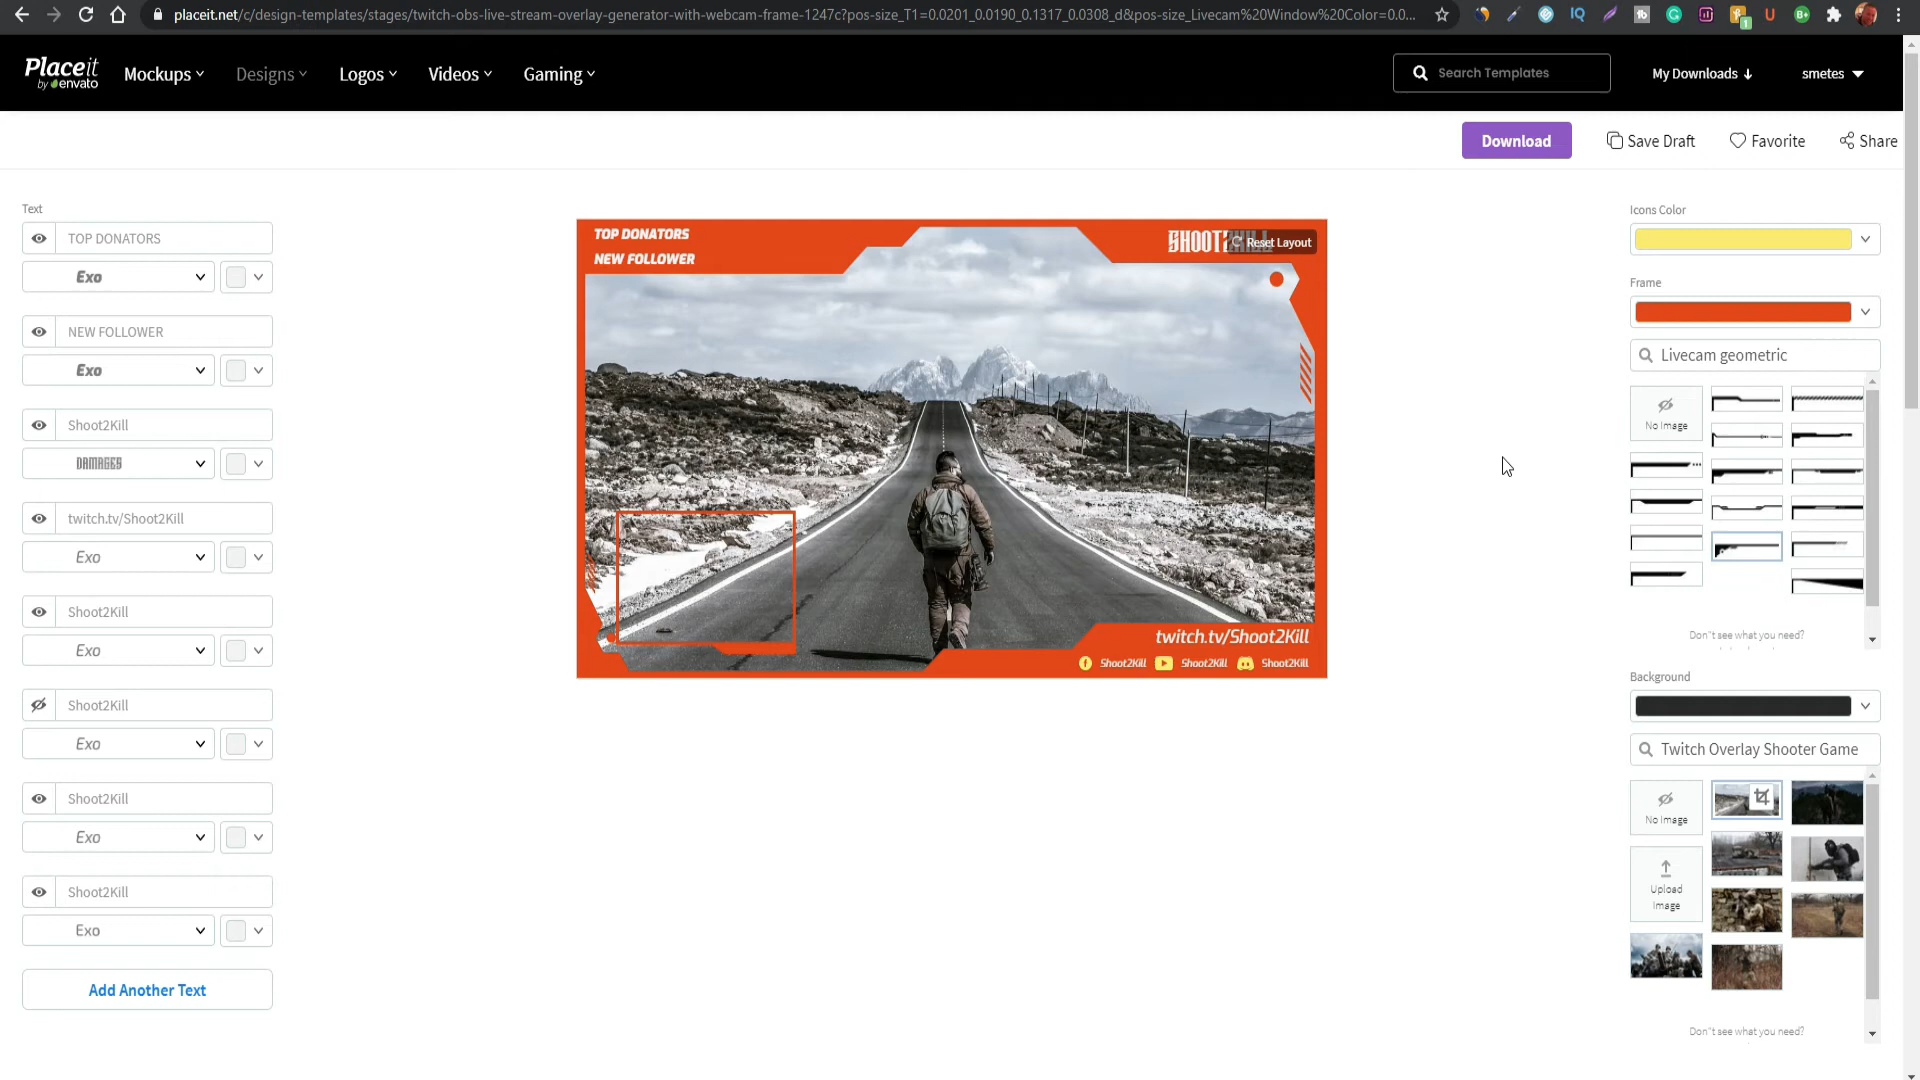 placeit.net/c/design-templates/stages/twitch-obs-live-stream-overlay-generator-with-webcam-frame-1247c?pos-size_T1=0.0201_0.0190_0.1317_0.0308_d&pos-size_Livecam%20Window%20Color=0.0...
Placeit
by envato
Mockups
Designs
Logos
Videos
Gaming
Search Templates
My Downloads
smetes
Download
Save Draft
Favorite
Share
Text
TOP DONATORS
Exo
NEW FOLLOWER
Exo
Shoot2Kill
DAMAGES
twitch.tv/Shoot2Kill
Exo
Shoot2Kill
Exo
Shoot2Kill
Exo
Shoot2Kill
Exo
Shoot2Kill
Exo
Add Another Text
TOP DONATORS
NEW FOLLOWER
SHOOT2KILL
Reset Layout
twitch.tv/Shoot2Kill
Shoot2Kill
Shoot2Kill
Shoot2Kill
Icons Color
Frame
Livecam geometric
No Image
Don't see what you need?
Background
Twitch Overlay Shooter Game
No Image
Upload
Image
Don't see what you need?